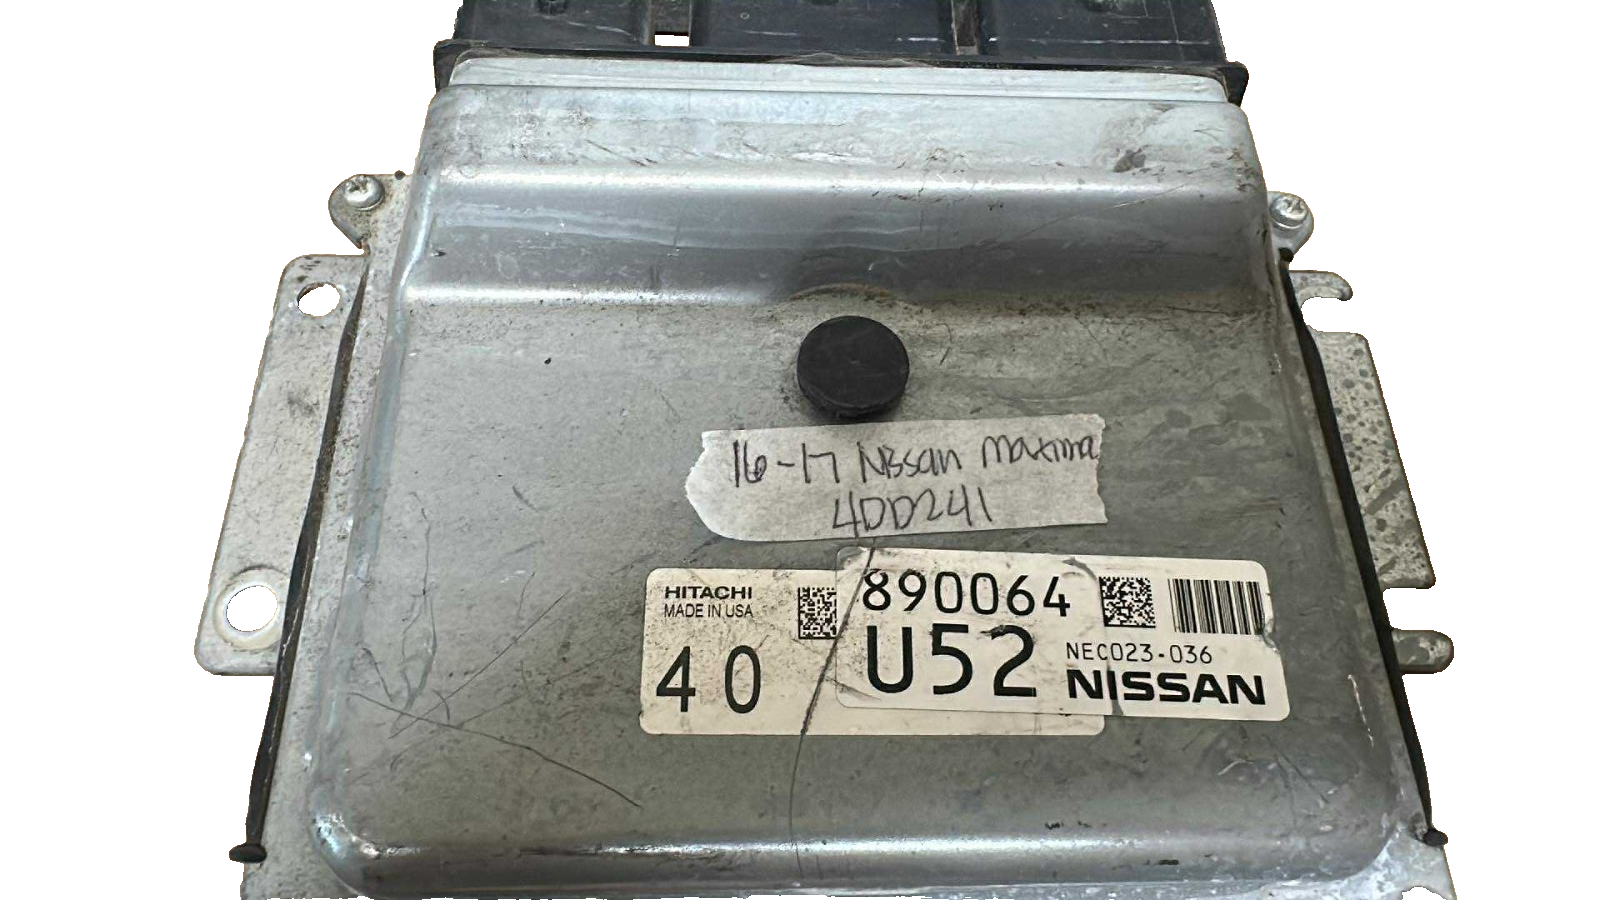 16-17 Nissan Maxima
4DD241
HITACHI
MADE IN USA
40
890064
U52
NEC023-036
NISSAN